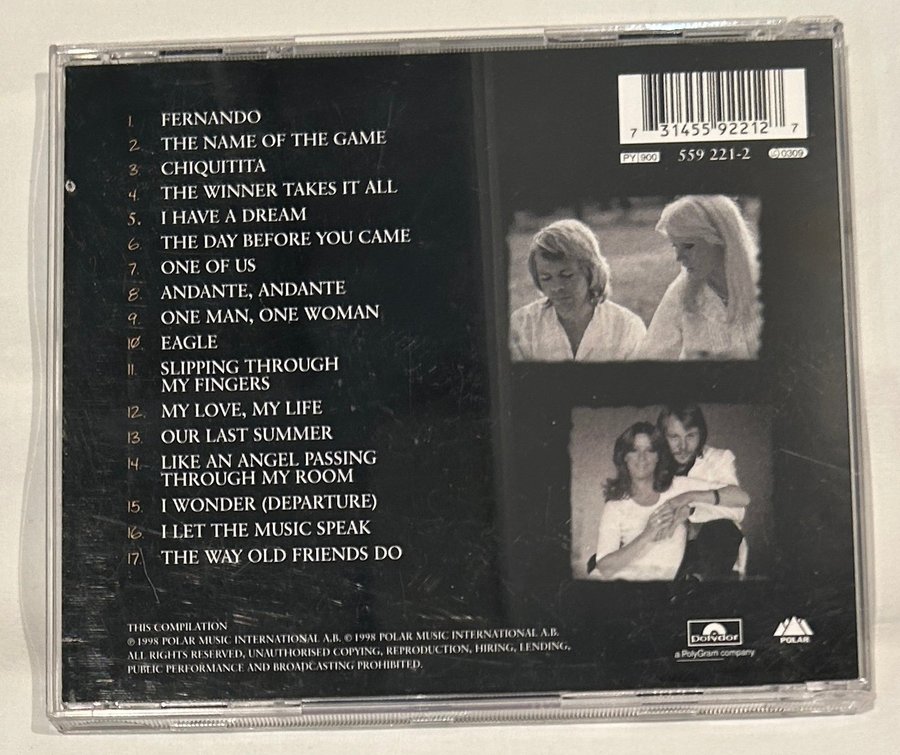 1. FERNANDO
2. THE NAME OF THE GAME
3. CHIQUITITA
4. THE WINNER TAKES IT ALL
5. I HAVE A DREAM
6. THE DAY BEFORE YOU CAME
7. ONE OF US
8. ANDANTE, ANDANTE
9. ONE MAN, ONE WOMAN
10. EAGLE
11. SLIPPING THROUGH
MY FINGERS
12. MY LOVE, MY LIFE
13. OUR LAST SUMMER
14. LIKE AN ANGEL PASSING
THROUGH MY ROOM
15. I WONDER (DEPARTURE)
16. I LET THE MUSIC SPEAK
17. THE WAY OLD FRIENDS DO
7 31455 92212 7
PY 900 559 221-2 LC 0309
THIS COMPILATION
℗ 1998 POLAR MUSIC INTERNATIONAL A.B. © 1998 POLAR MUSIC INTERNATIONAL A.B.
ALL RIGHTS RESERVED, UNAUTHORISED COPYING, REPRODUCTION, HIRING, LENDING,
PUBLIC PERFORMANCE AND BROADCASTING PROHIBITED.
Polydor
a PolyGram company
POLAR